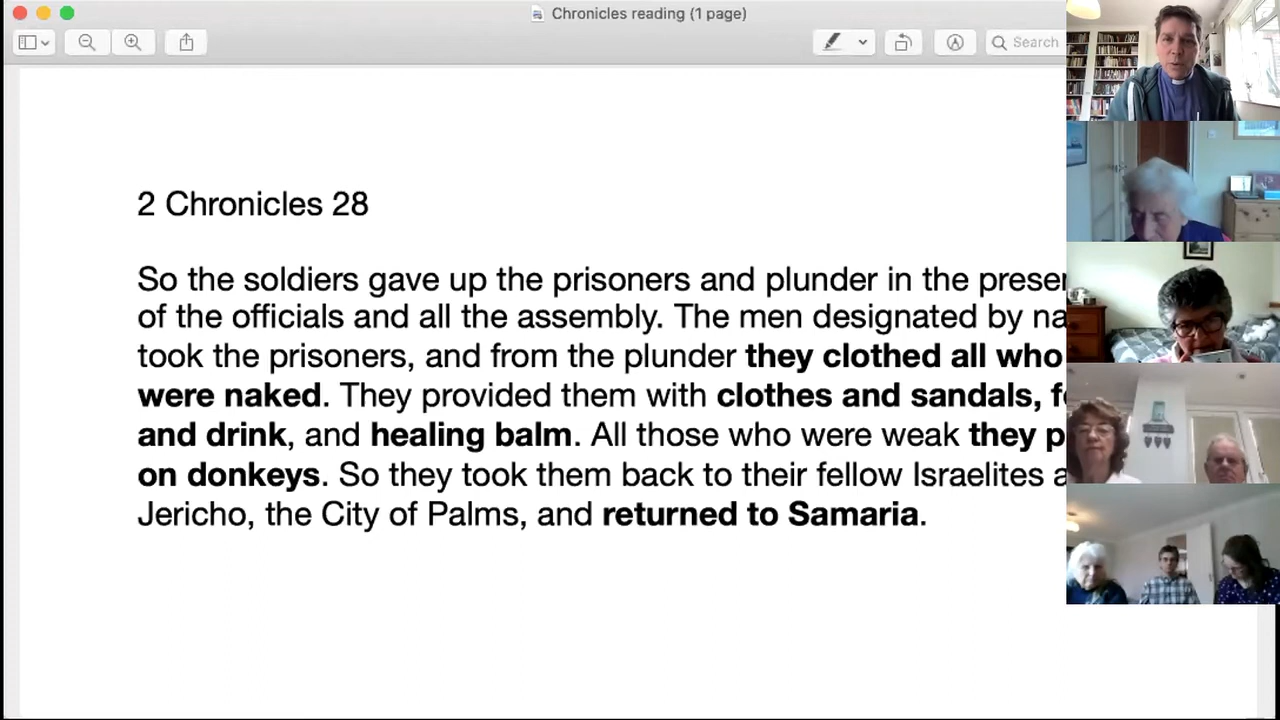 Chronicles reading (1 page)
Search
2 Chronicles 28
So the soldiers gave up the prisoners and plunder in the
of the officials and all the assembly. The men designated by
took the prisoners, and from the plunder they clothed all who
were naked. They provided them with clothes and sandals,
and drink, and healing balm. All those who were weak they
on donkeys. So they took them back to their fellow Israelites
Jericho, the City of Palms, and returned to Samaria.